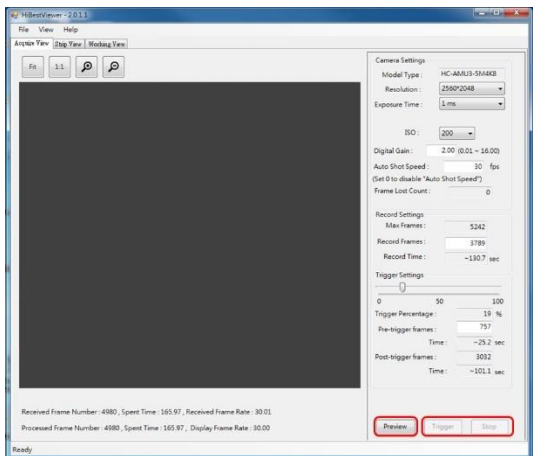 HiBestViewer - 2.0.1.1
File View Help
Acquire View Strip View Working View
Fit 1:1
Camera Settings
Model Type : HC-AMU3-5M4KB
Resolution : 2560*2048
Exposure Time : 1 ms
ISO : 200
Digital Gain : 2.00 (0.01 ~ 16.00)
Auto Shot Speed : 30 fps
(Set 0 to disable "Auto Shot Speed")
Frame Lost Count : 0
Record Settings
Max Frames : 5242
Record Frames : 3789
Record Time : ~130.7 sec
Trigger Settings
0 50 100
Trigger Percentage : 19 %
Pre-trigger frames : 757
Time : ~25.2 sec
Post-trigger frames : 3032
Time : ~101.1 sec
Received Frame Number : 4980 , Spent Time : 165.97 , Received Frame Rate : 30.01
Processed Frame Number : 4980 , Spent Time : 165.97 , Display Frame Rate : 30.00
Preview Trigger Stop
Ready